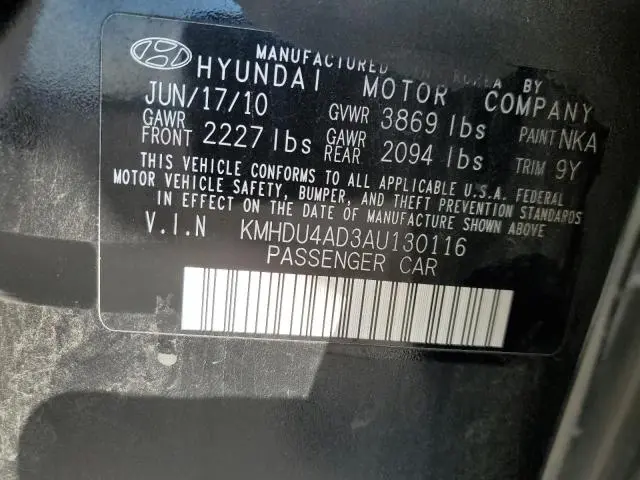 MANUFACTURED IN KOREA BY
HYUNDAI MOTOR COMPANY
JUN/17/10 GVWR 3869 lbs PAINT NKA
GAWR FRONT 2227 lbs GAWR REAR 2094 lbs TRIM 9Y
THIS VEHICLE CONFORMS TO ALL APPLICABLE U.S.A. FEDERAL
MOTOR VEHICLE SAFETY, BUMPER, AND THEFT PREVENTION STANDARDS
IN EFFECT ON THE DATE OF MANUFACTURE SHOWN ABOVE
V.I.N KMHDU4AD3AU130116
PASSENGER CAR